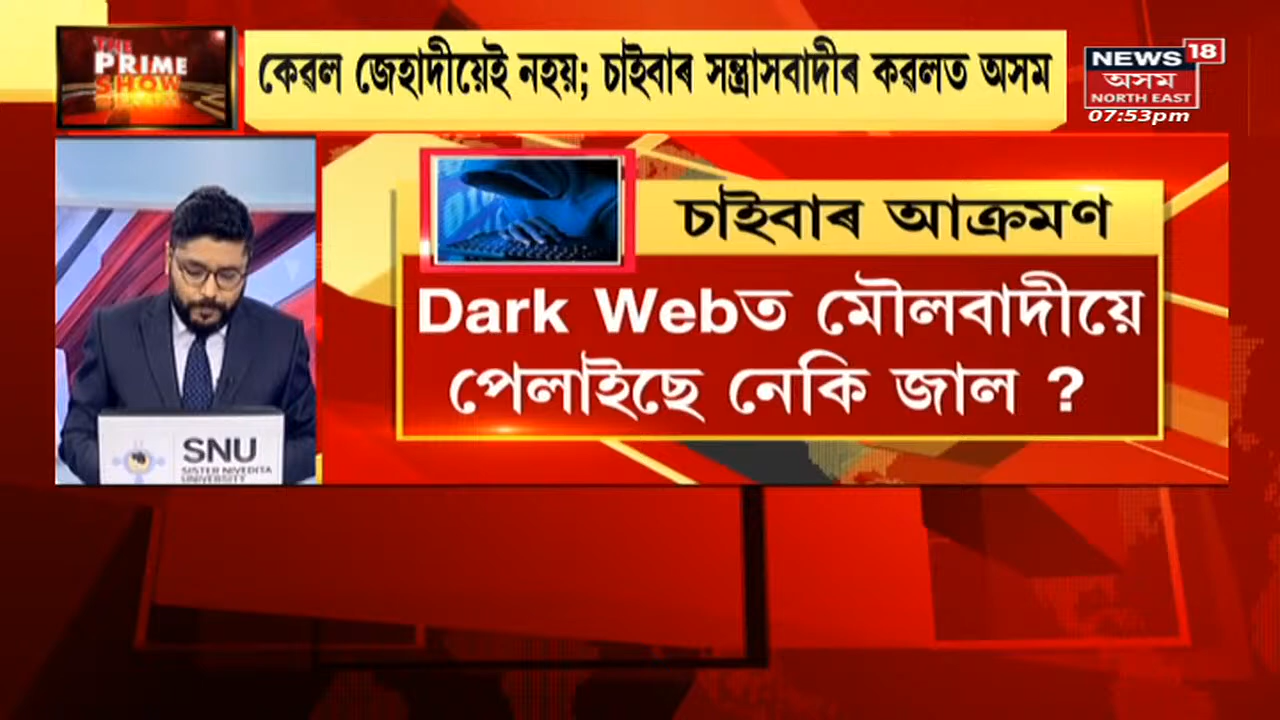 THE
PRIME
SHOW
কেৱল জেহাদীয়েই নহয়; চাইবাৰ সন্ত্ৰাসবাদীৰ কৱলত অসম
NEWS 18
অসম
NORTH EAST
07:53pm
চাইবাৰ আক্ৰমণ
Dark Webত মৌলবাদীয়ে
পেলাইছে নেকি জাল ?
SNU
SISTER NIVEDITA
UNIVERSITY